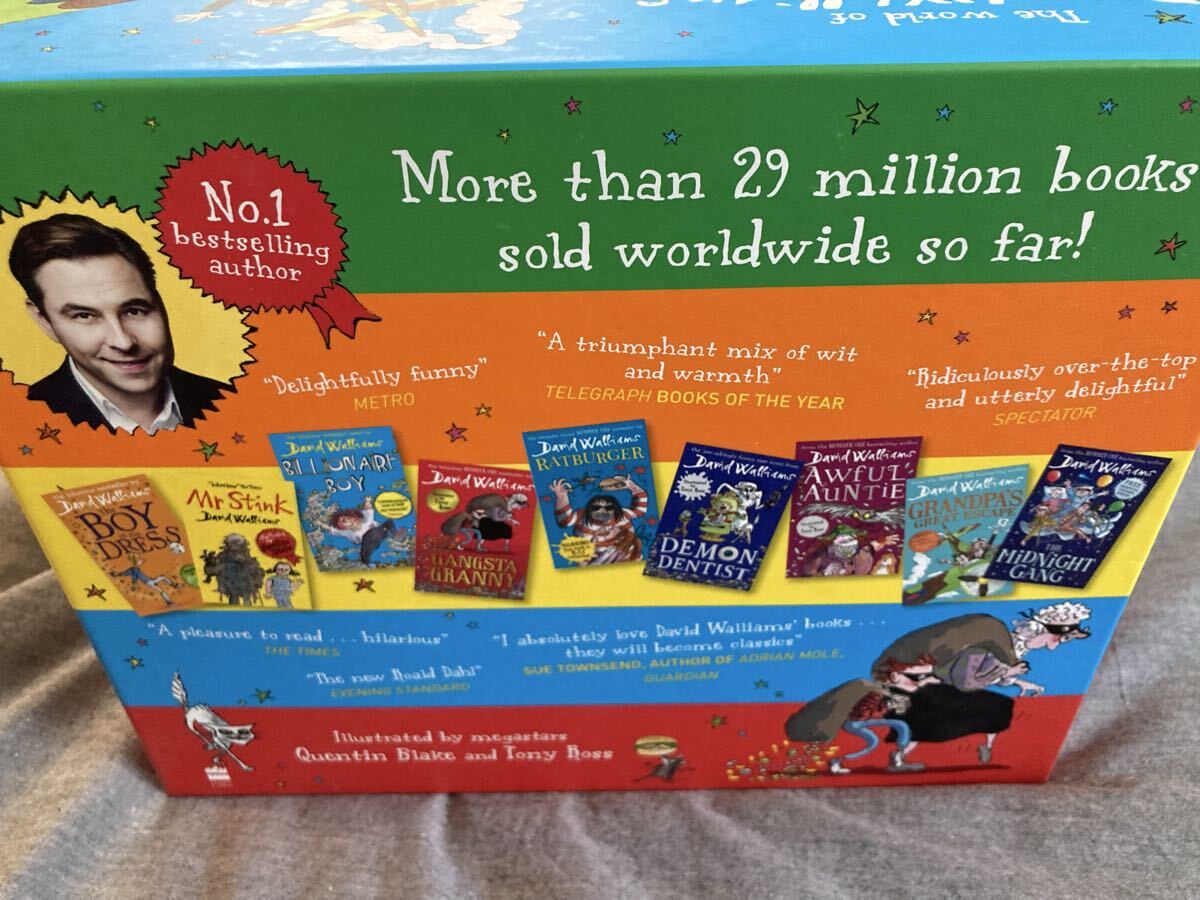 The world of
No.1
bestselling
author
More than 29 million books
sold worldwide so far!
"Delightfully funny"
METRO
"A triumphant mix of wit
and warmth"
TELEGRAPH BOOKS OF THE YEAR
"Ridiculously over-the-top
and utterly delightful"
SPECTATOR
David Walliams
THE BOY
DRESS
Mr Stink
David Walliams
David Walliams
BILLIONAIRE
BOY
David Walliams
GANGSTA
GRANNY
David Walliams
RATBURGER
David Walliams
DEMON
DENTIST
David Walliams
AWFUL
AUNTIE
David Walliams
GRANDPA'S
GREAT ESCAPE
David Walliams
THE
MIDNIGHT
GANG
"A pleasure to read ... hilarious"
THE TIMES
"The new Roald Dahl"
EVENING STANDARD
"I absolutely love David Walliams' books ...
they will become classics"
SUE TOWNSEND, AUTHOR OF ADRIAN MOLE,
GUARDIAN
Illustrated by megastars
Quentin Blake and Tony Ross